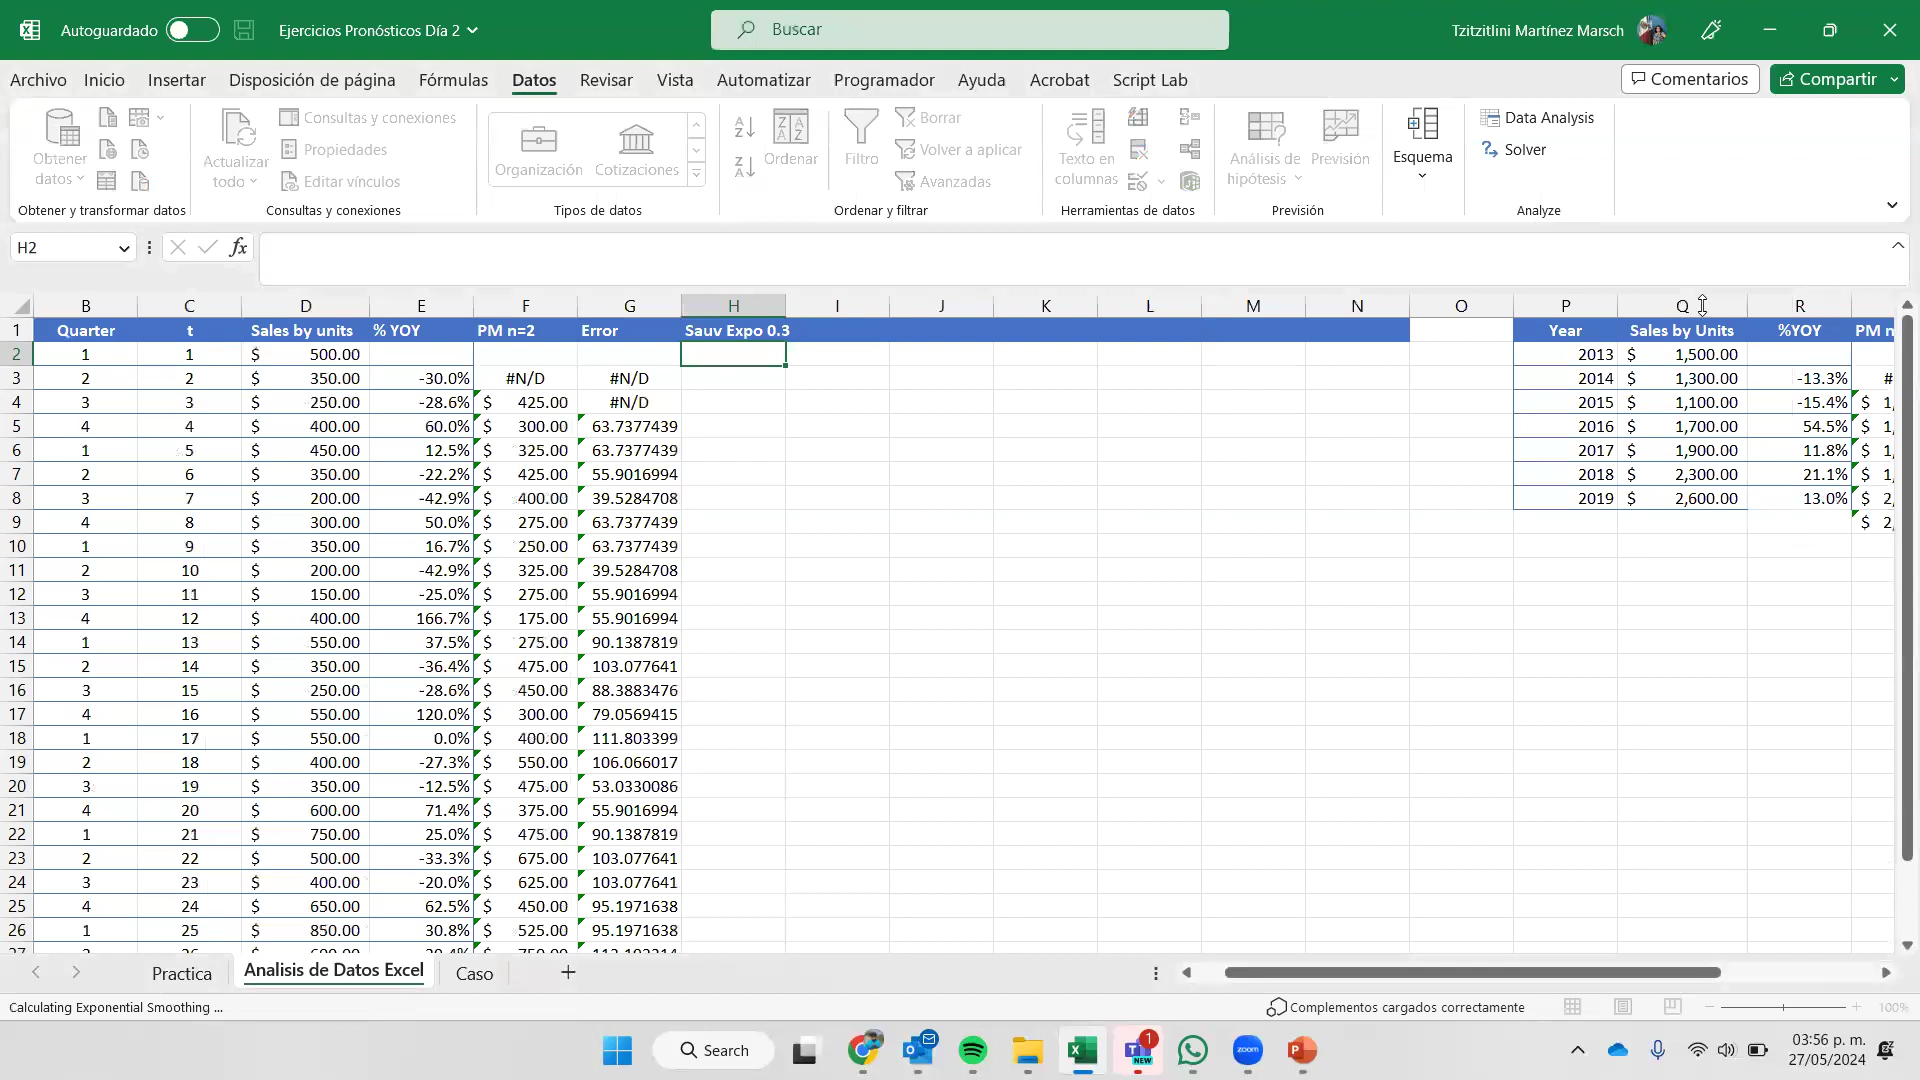 Autoguardado Ejercicios Pronósticos Día 2 Buscar Tzitzitlini Martínez Marsch
Archivo Inicio Insertar Disposición de página Fórmulas Datos Revisar Vista Automatizar Programador Ayuda Acrobat Script Lab Comentarios Compartir
Obtener datos Actualizar todo Consultas y conexiones Propiedades Editar vínculos Organización Cotizaciones Ordenar Filtro Borrar Volver a aplicar Avanzadas Texto en columnas Análisis de hipótesis Previsión Esquema Data Analysis Solver
Obtener y transformar datos Consultas y conexiones Tipos de datos Ordenar y filtrar Herramientas de datos Previsión Analyze
H2 fx
B C D E F G H I J K L M N O P Q R
1 Quarter t Sales by units % YOY PM n=2 Error Sauv Expo 0.3 Year Sales by Units %YOY PM n
2 1 1 $ 500.00 2013 $ 1,500.00
3 2 2 $ 350.00 -30.0% #N/D #N/D 2014 $ 1,300.00 -13.3% #
4 3 3 $ 250.00 -28.6% $ 425.00 #N/D 2015 $ 1,100.00 -15.4% $ 1,
5 4 4 $ 400.00 60.0% $ 300.00 63.7377439 2016 $ 1,700.00 54.5% $ 1,
6 1 5 $ 450.00 12.5% $ 325.00 63.7377439 2017 $ 1,900.00 11.8% $ 1,
7 2 6 $ 350.00 -22.2% $ 425.00 55.9016994 2018 $ 2,300.00 21.1% $ 1,
8 3 7 $ 200.00 -42.9% $ 400.00 39.5284708 2019 $ 2,600.00 13.0% $ 2,
9 4 8 $ 300.00 50.0% $ 275.00 63.7377439 $ 2,
10 1 9 $ 350.00 16.7% $ 250.00 63.7377439
11 2 10 $ 200.00 -42.9% $ 325.00 39.5284708
12 3 11 $ 150.00 -25.0% $ 275.00 55.9016994
13 4 12 $ 400.00 166.7% $ 175.00 55.9016994
14 1 13 $ 550.00 37.5% $ 275.00 90.1387819
15 2 14 $ 350.00 -36.4% $ 475.00 103.077641
16 3 15 $ 250.00 -28.6% $ 450.00 88.3883476
17 4 16 $ 550.00 120.0% $ 300.00 79.0569415
18 1 17 $ 550.00 0.0% $ 400.00 111.803399
19 2 18 $ 400.00 -27.3% $ 550.00 106.066017
20 3 19 $ 350.00 -12.5% $ 475.00 53.0330086
21 4 20 $ 600.00 71.4% $ 375.00 55.9016994
22 1 21 $ 750.00 25.0% $ 475.00 90.1387819
23 2 22 $ 500.00 -33.3% $ 675.00 103.077641
24 3 23 $ 400.00 -20.0% $ 625.00 103.077641
25 4 24 $ 650.00 62.5% $ 450.00 95.1971638
26 1 25 $ 850.00 30.8% $ 525.00 95.1971638
Practica Analisis de Datos Excel Caso
Calculating Exponential Smoothing ... Complementos cargados correctamente 100%
Search 1 NEW zoom 03:56 p. m.
27/05/2024